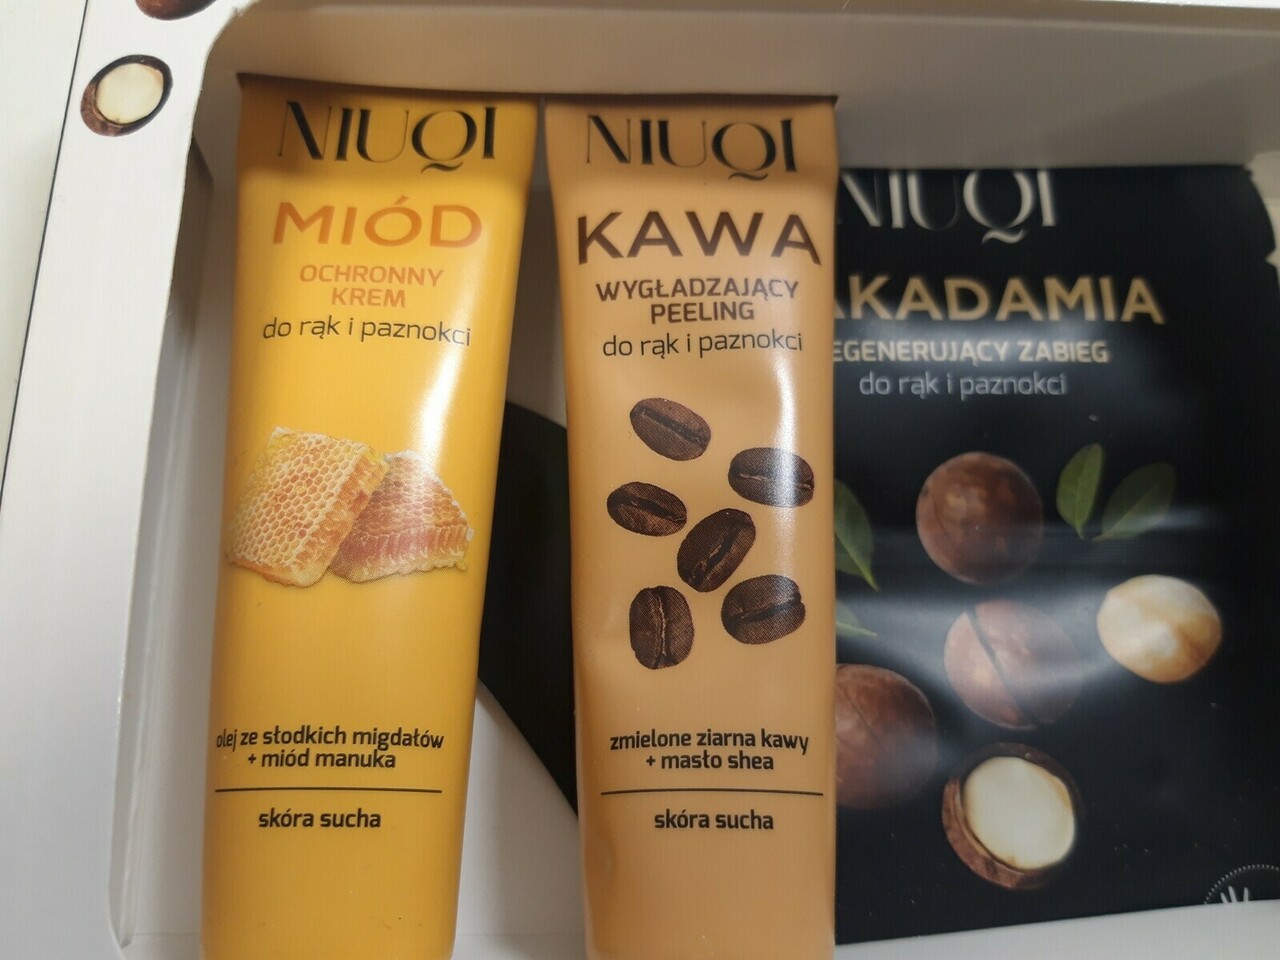 NIUQI
MIÓD
OCHRONNY
KREM
do rąk i paznokci
olej ze słodkich migdałów
+ miód manuka
skóra sucha
NIUQI
KAWA
WYGŁADZAJĄCY
PEELING
do rąk i paznokci
zmielone ziarna kawy
+ masło shea
skóra sucha
NIUQI
AKADAMIA
EGENERUJĄCY ZABIEG
do rąk i paznokci